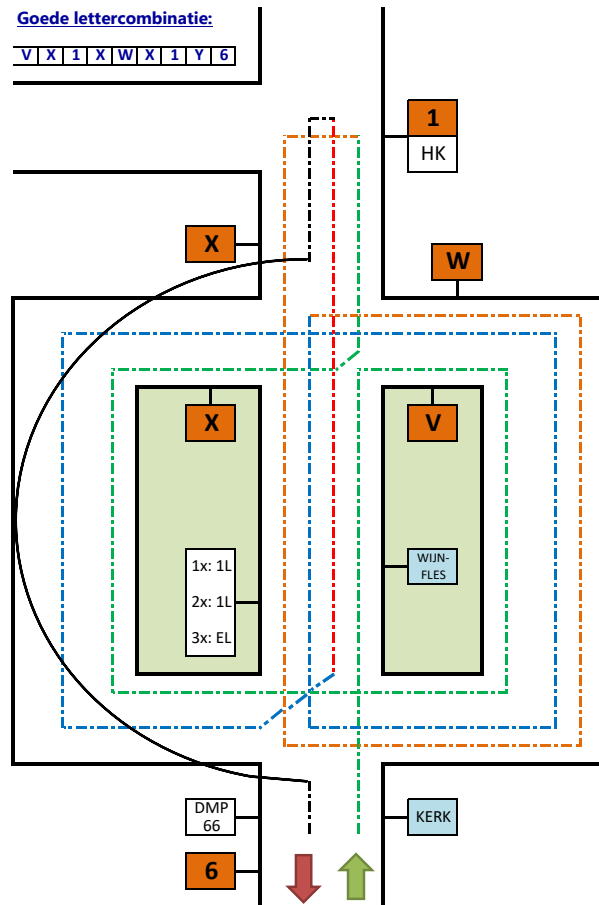 Goede lettercombinatie:
V X 1 X W X 1 Y 6
1
HK
X
W
X
V
1x: 1L
2x: 1L
3x: EL
WIJN-
FLES
DMP
66
KERK
6